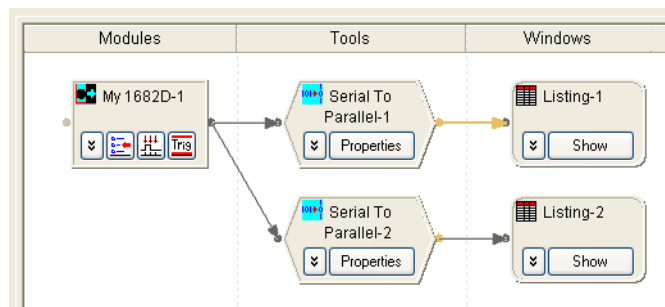 Modules
Tools
Windows
My 1682D-1
Trig
Serial To
Parallel-1
Properties
Listing-1
Show
Serial To
Parallel-2
Properties
Listing-2
Show